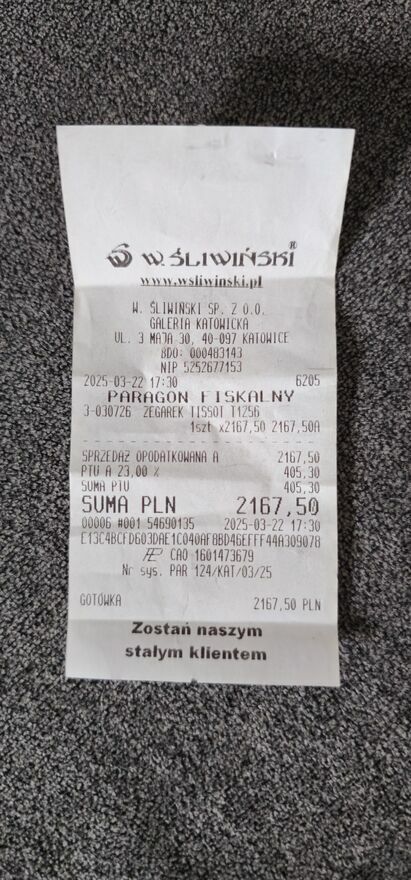 W. ŚLIWIŃSKI®
www.wsliwinski.pl
W. ŚLIWIŃSKI SP. Z O.O.
GALERIA KATOWICKA
UL. 3 MAJA 30, 40-097 KATOWICE
BDO: 000483143
NIP 5252677153
2025-03-22 17:30 6205
PARAGON FISKALNY
3-030726 ZEGAREK TISSOT T1256
1szt x2167,50 2167,50A
SPRZEDAŻ OPODATKOWANA A 2167,50
PTU A 23,00 % 405,30
SUMA PTU 405,30
SUMA PLN 2167,50
00006 #001 54690135 2025-03-22 17:30
E13C4BCFD603DAE1C040AF8BD46EFFF44A309078
CAO 1601473679
Nr sys. PAR 124/KAT/03/25
GOTÓWKA 2167,50 PLN
Zostań naszym
stałym klientem